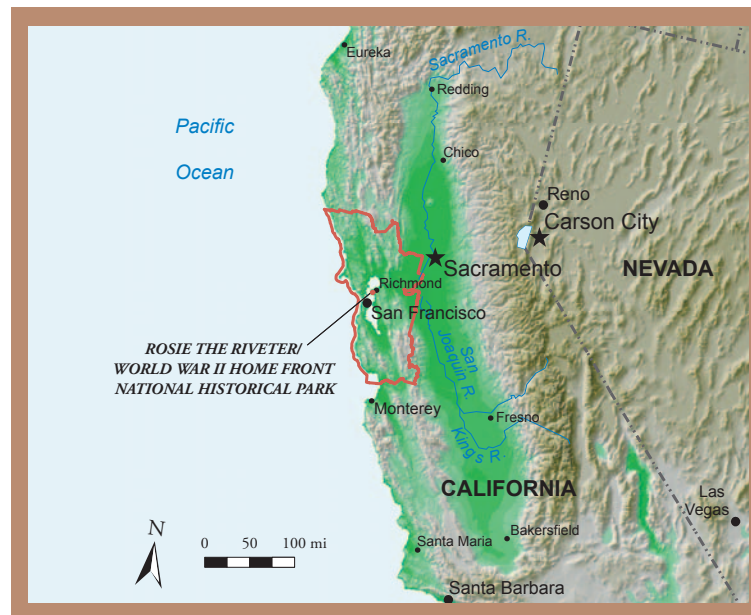 Eureka
Sacramento R.
Redding
Pacific
Ocean
Chico
Reno
Carson City
Sacramento
NEVADA
Richmond
San Francisco
ROSIE THE RIVETER/
WORLD WAR II HOME FRONT
NATIONAL HISTORICAL PARK
San
Joaquin R.
Monterey
Fresno
King's R.
CALIFORNIA
Las
Vegas
N
0 50 100 mi
Santa Maria
Bakersfield
Santa Barbara